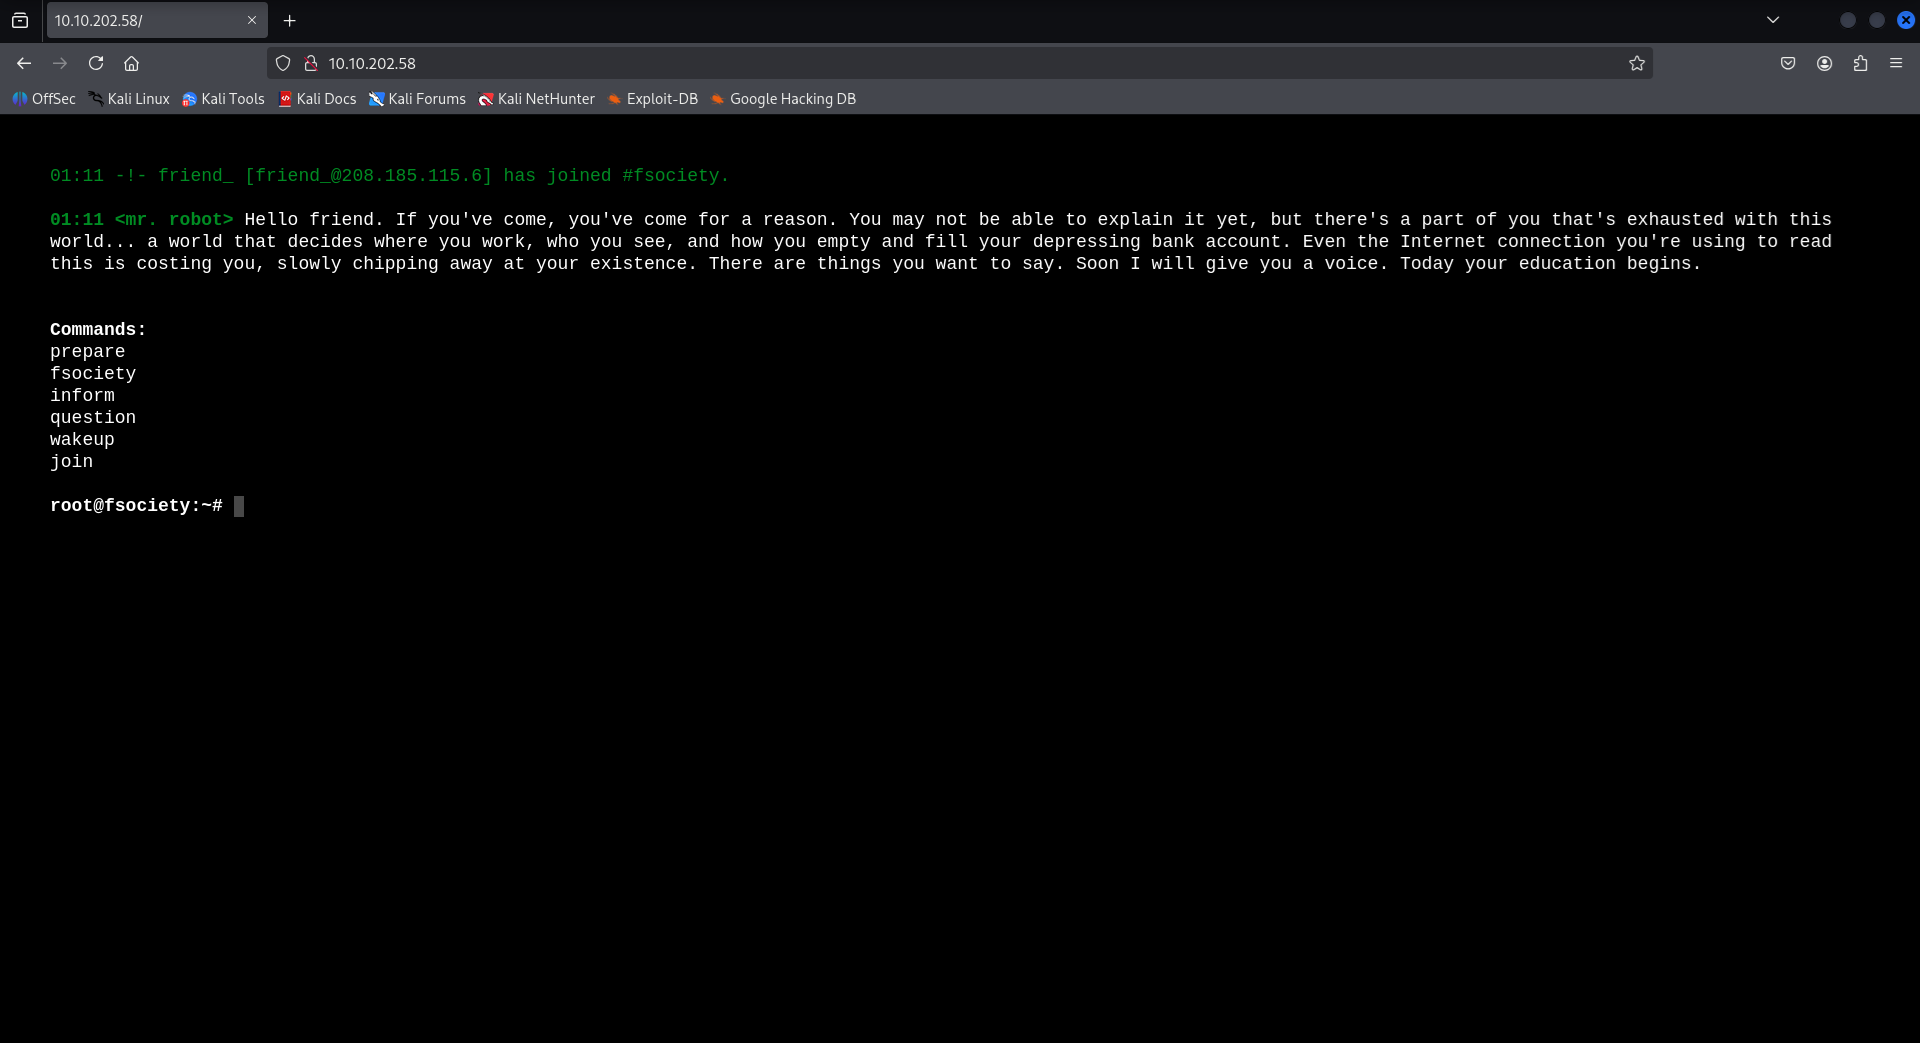 10.10.202.58/
10.10.202.58
OffSec Kali Linux Kali Tools Kali Docs Kali Forums Kali NetHunter Exploit-DB Google Hacking DB
01:11 -!- friend_ [friend_@208.185.115.6] has joined #fsociety.
01:11 <mr. robot> Hello friend. If you've come, you've come for a reason. You may not be able to explain it yet, but there's a part of you that's exhausted with this
world... a world that decides where you work, who you see, and how you empty and fill your depressing bank account. Even the Internet connection you're using to read
this is costing you, slowly chipping away at your existence. There are things you want to say. Soon I will give you a voice. Today your education begins.
Commands:
prepare
fsociety
inform
question
wakeup
join
root@fsociety:~#